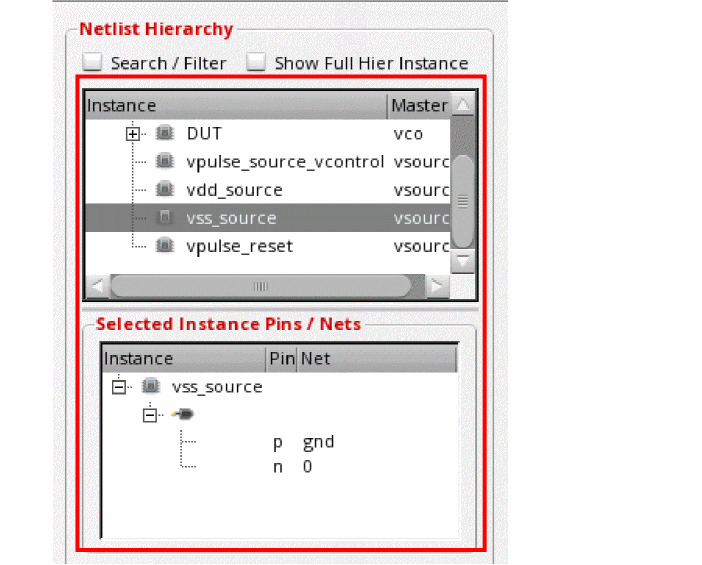 Netlist Hierarchy
Search / Filter Show Full Hier Instance
Instance Master
DUT vco
vpulse_source_vcontrol vsourc
vdd_source vsourc
vss_source vsourc
vpulse_reset vsourc
Selected Instance Pins / Nets
Instance Pin Net
vss_source
p gnd
n 0